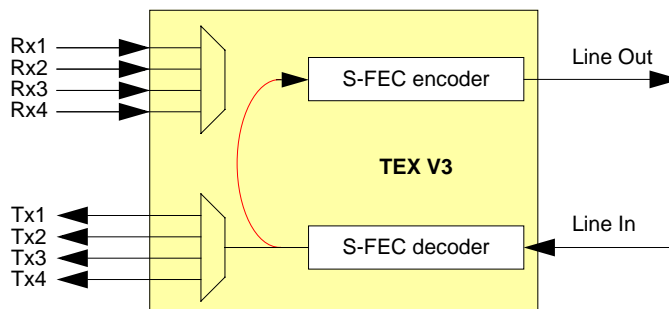 Rx1
Rx2
Rx3
Rx4
S-FEC encoder
Line Out
TEX V3
Tx1
Tx2
Tx3
Tx4
S-FEC decoder
Line In